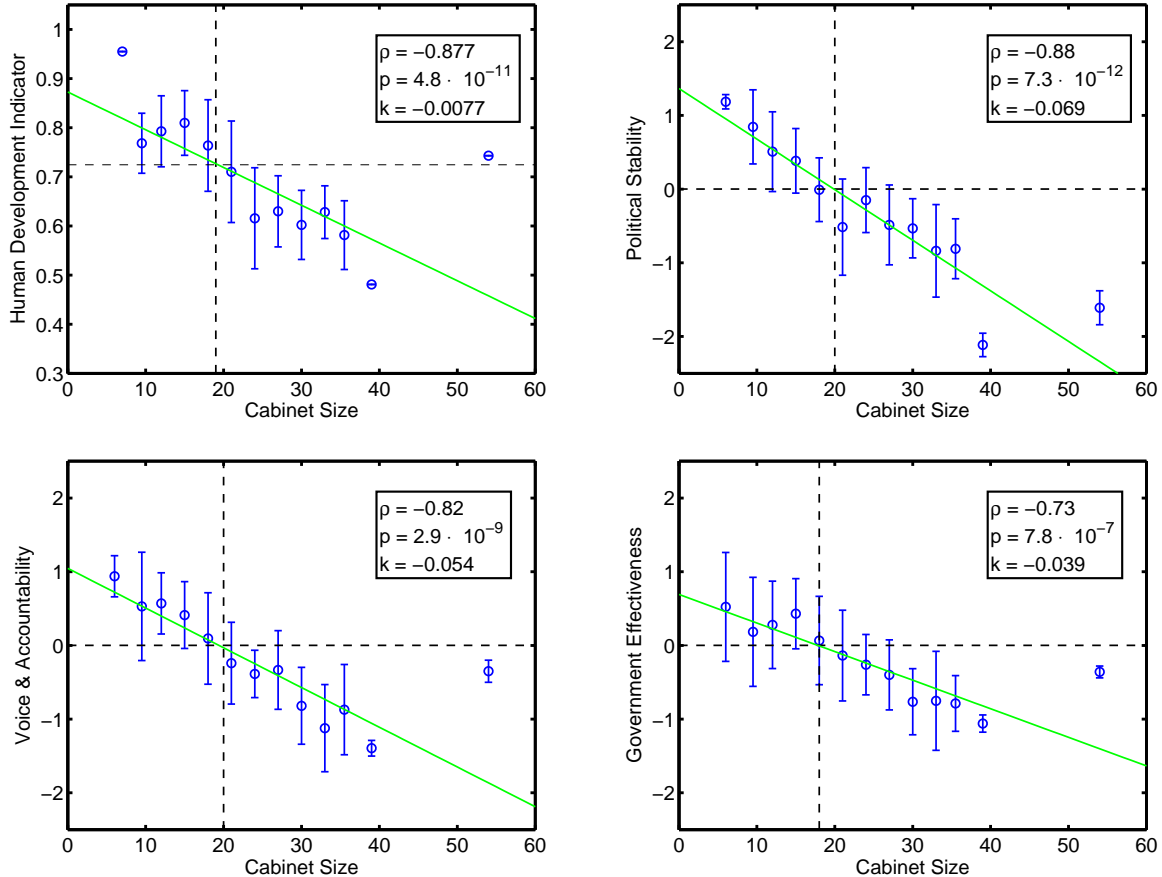 1
0.9
0.8
0.7
0.6
0.5
0.4
0.3
0 10 20 30 40 50 60
Cabinet Size
Human Development Indicator
ρ = −0.877
p = 4.8 · 10⁻¹¹
k = −0.0077
2
1
0
−1
−2
0 10 20 30 40 50 60
Cabinet Size
Political Stability
ρ = −0.88
p = 7.3 · 10⁻¹²
k = −0.069
2
1
0
−1
−2
0 10 20 30 40 50 60
Cabinet Size
Voice & Accountability
ρ = −0.82
p = 2.9 · 10⁻⁹
k = −0.054
2
1
0
−1
−2
0 10 20 30 40 50 60
Cabinet Size
Government Effectiveness
ρ = −0.73
p = 7.8 · 10⁻⁷
k = −0.039